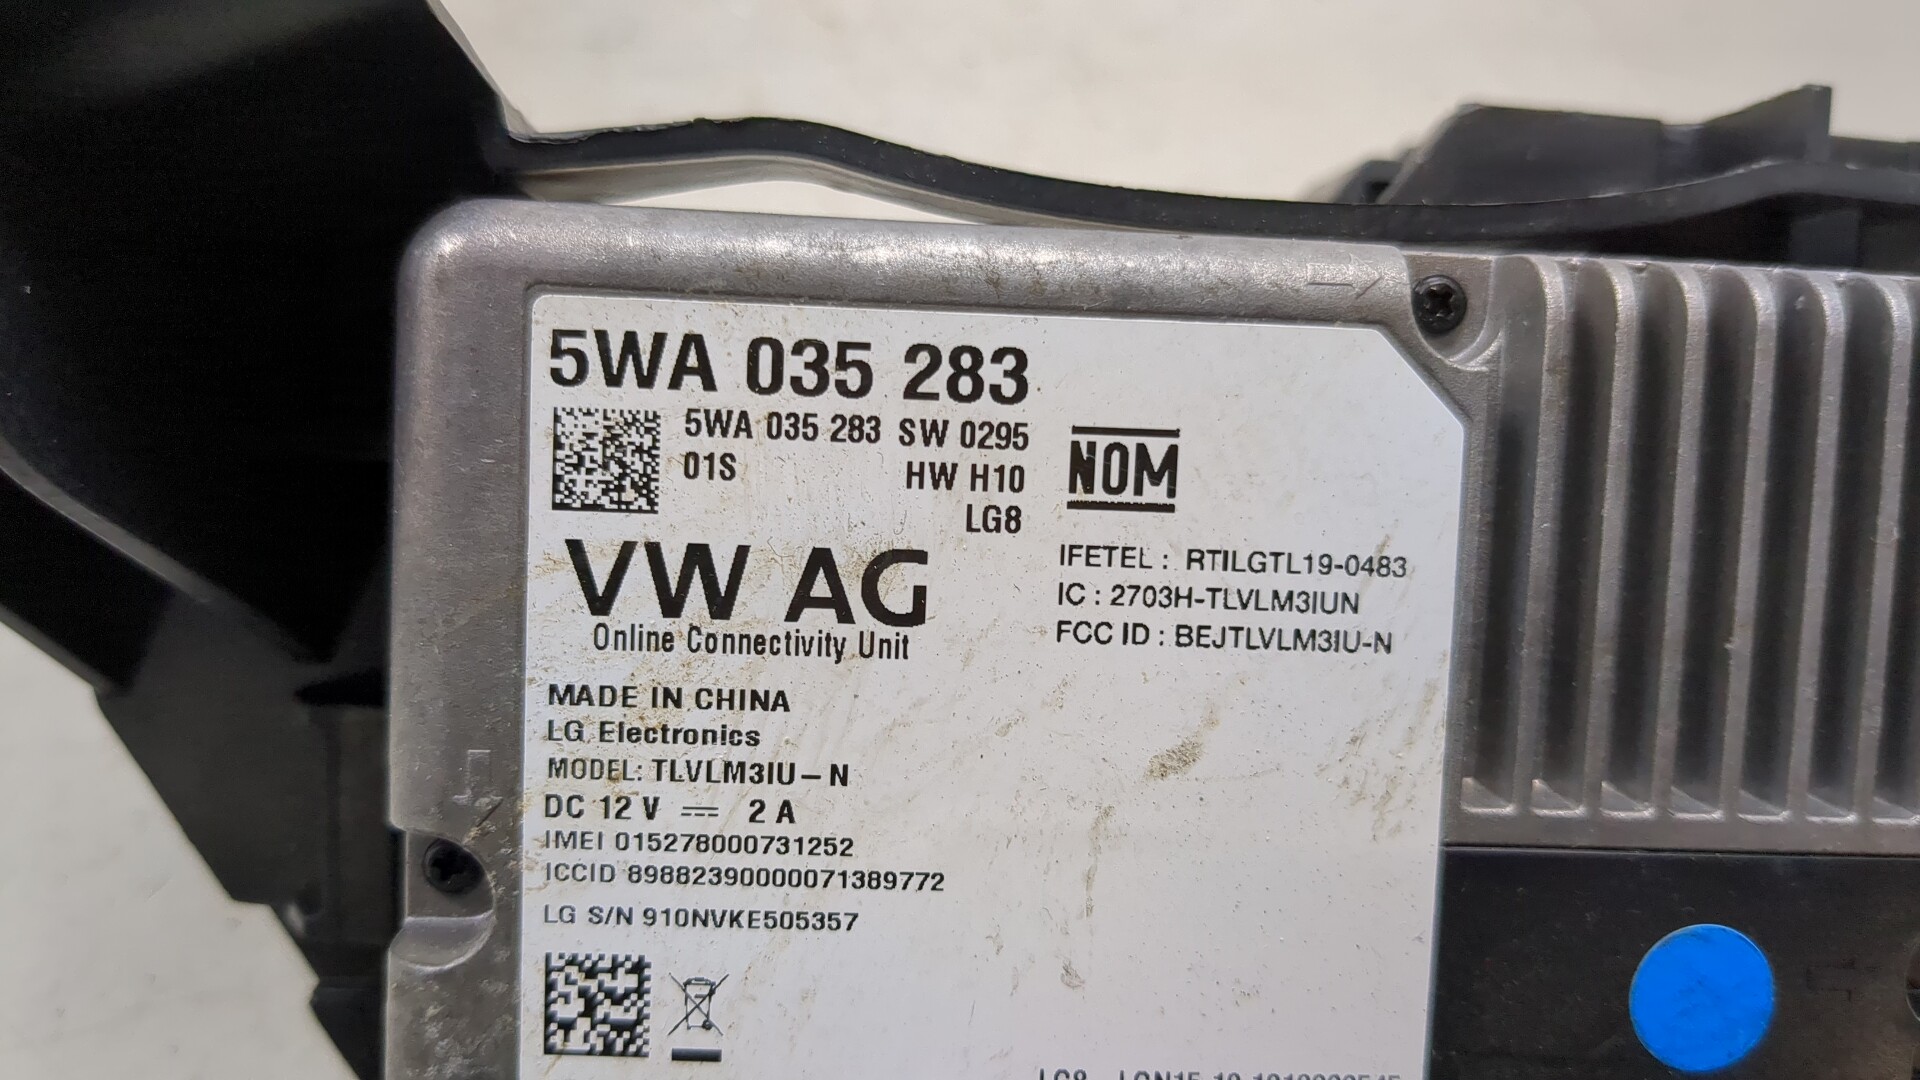 5WA 035 283
5WA 035 283 SW 0295
01S HW H10
LG8
NOM
VW AG
Online Connectivity Unit
IFETEL : RTILGTL19-0483
IC : 2703H-TLVLM3IUN
FCC ID : BEJTLVLM3IU-N
MADE IN CHINA
LG Electronics
MODEL: TLVLM3IU-N
DC 12 V ⎓ 2 A
IMEI 015278000731252
ICCID 89882390000071389772
LG S/N 910NVKE505357